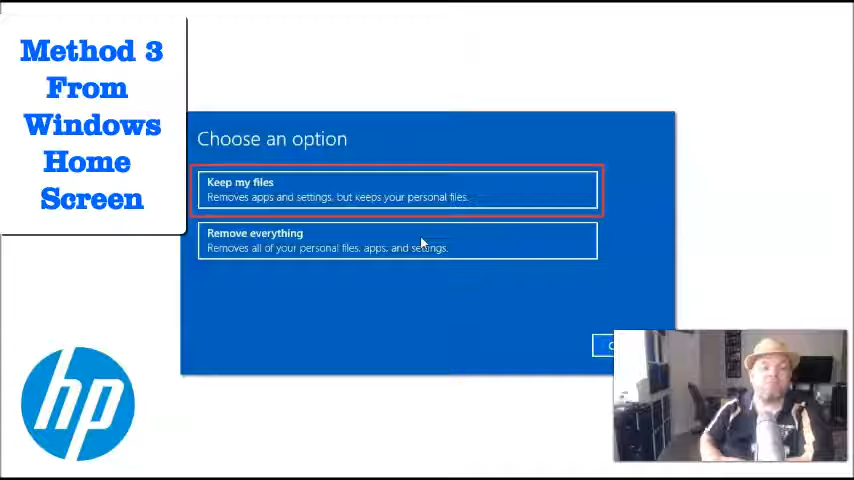 Method 3
From
Windows
Home
Screen
Choose an option
Keep my files
Removes apps and settings, but keeps your personal files.
Remove everything
Removes all of your personal files, apps, and settings.
hp